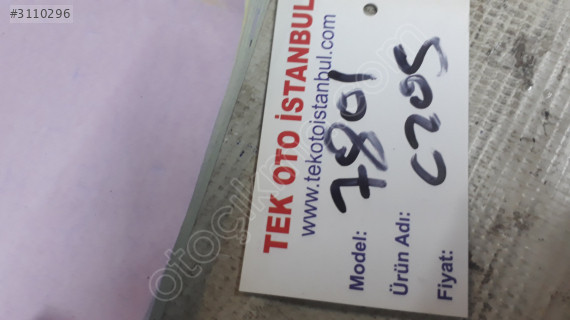 #3110296
TEK OTO İSTANBUL
www.tekotoistanbul.com
Model: 7801
Ürün Adı: C205
Fiyat: